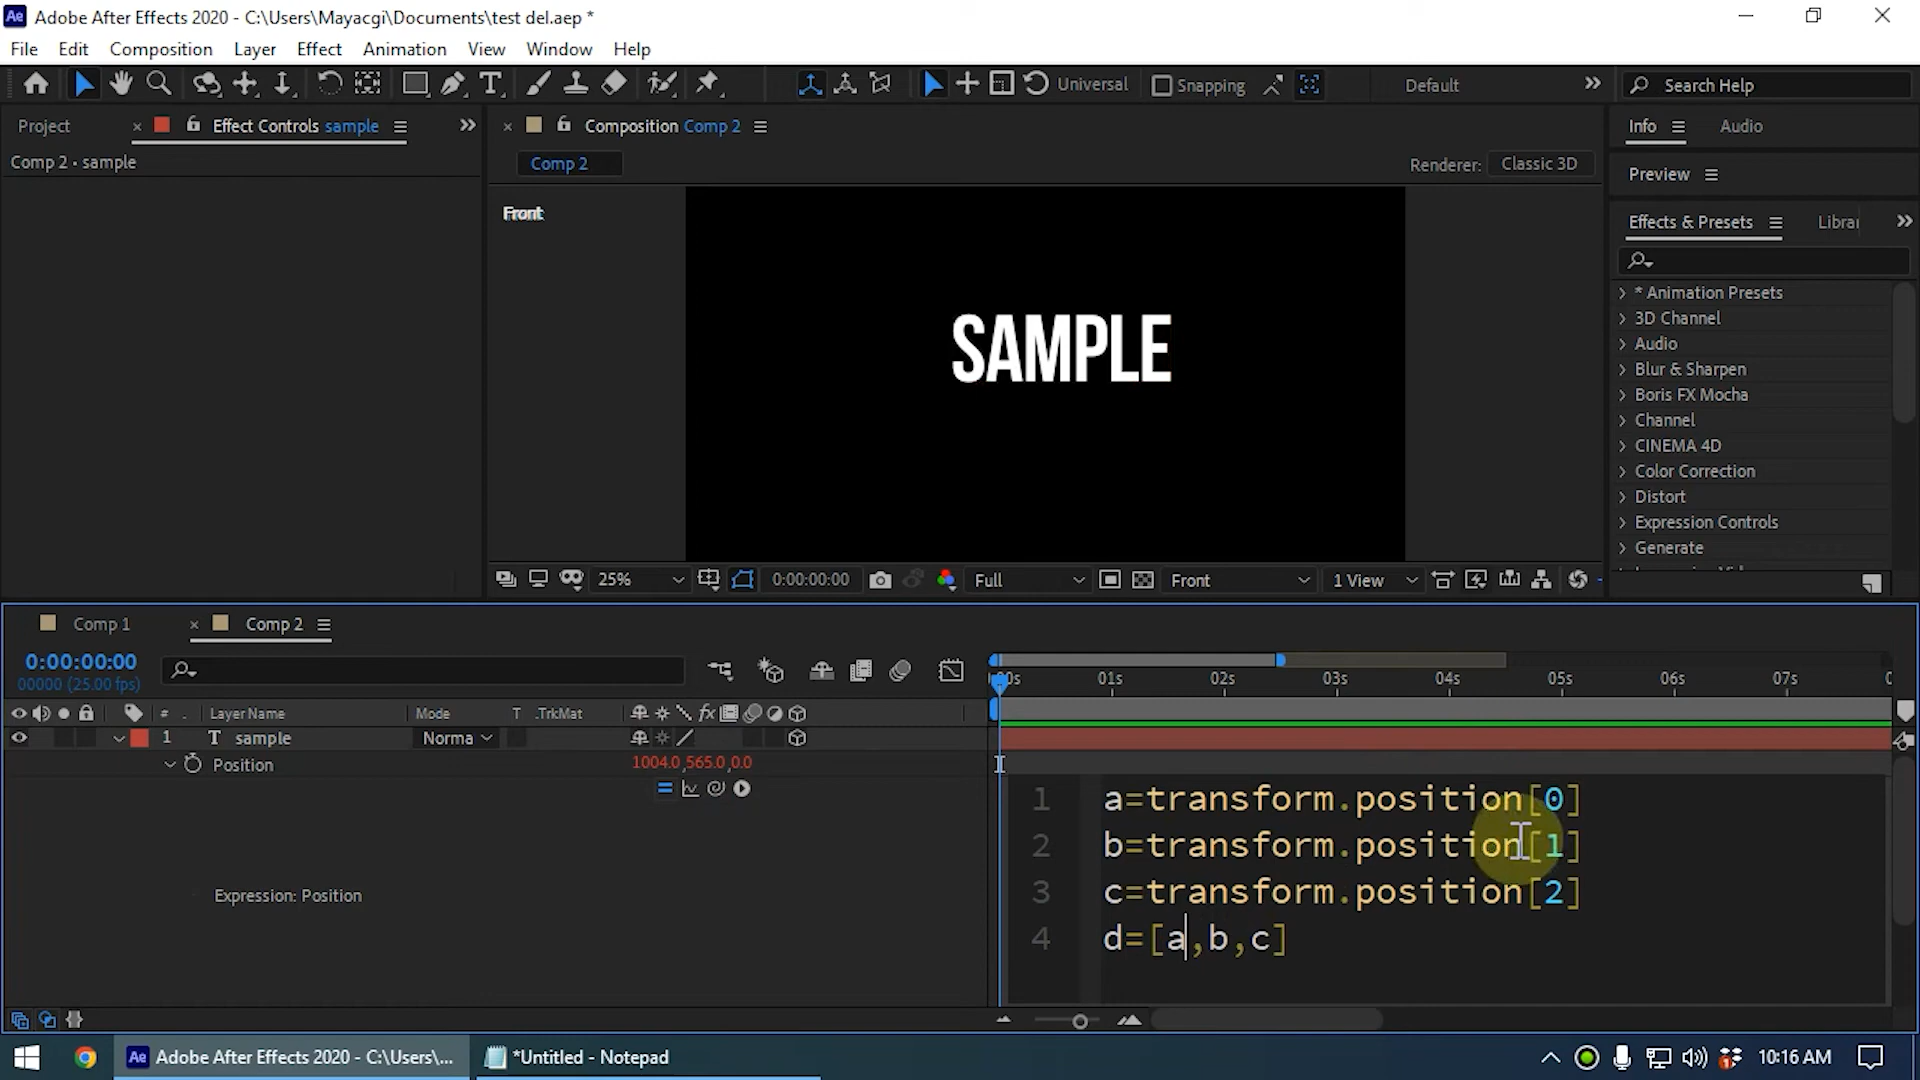 Ae Adobe After Effects 2020 - C:\Users\Mayacgi\Documents\test del.aep *
File Edit Composition Layer Effect Animation View Window Help
Universal Snapping Default Search Help
Project Effect Controls sample Composition Comp 2 Info Audio
Comp 2 • sample
Comp 2 Renderer: Classic 3D
Preview
Front
Effects & Presets Librar
* Animation Presets
3D Channel
Audio
Blur & Sharpen
Boris FX Mocha
Channel
CINEMA 4D
Color Correction
Distort
Expression Controls
Generate
SAMPLE
25% 0:00:00:00 Full Front 1 View
Comp 1 Comp 2
0:00:00:00
00000 (25.00 fps)
01s 02s 03s 04s 05s 06s 07s
# Layer Name Mode T .TrkMat
1 T sample Norma
Position 1004.0,565.0,0.0
Expression: Position
1 a=transform.position[0]
2 b=transform.position[1]
3 c=transform.position[2]
4 d=[a,b,c]
Ae Adobe After Effects 2020 - C:\Users\... *Untitled - Notepad 10:16 AM